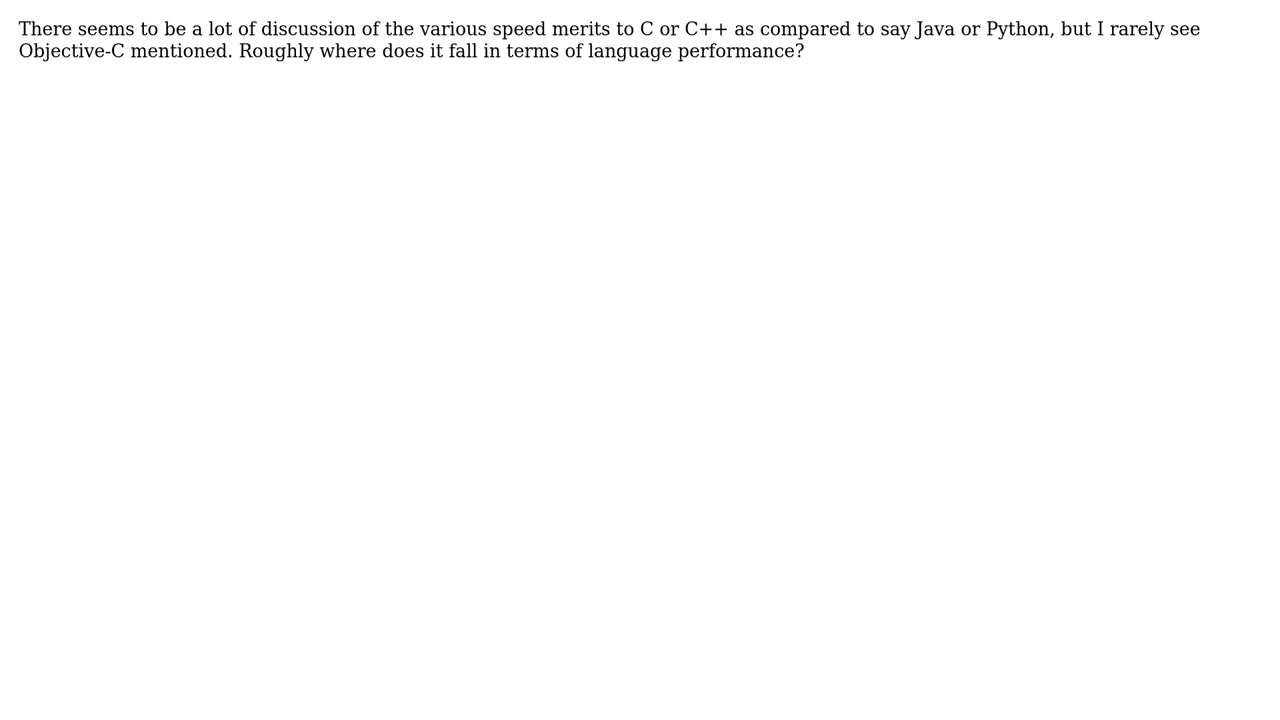 There seems to be a lot of discussion of the various speed merits to C or C++ as compared to say Java or Python, but I rarely see
Objective-C mentioned. Roughly where does it fall in terms of language performance?